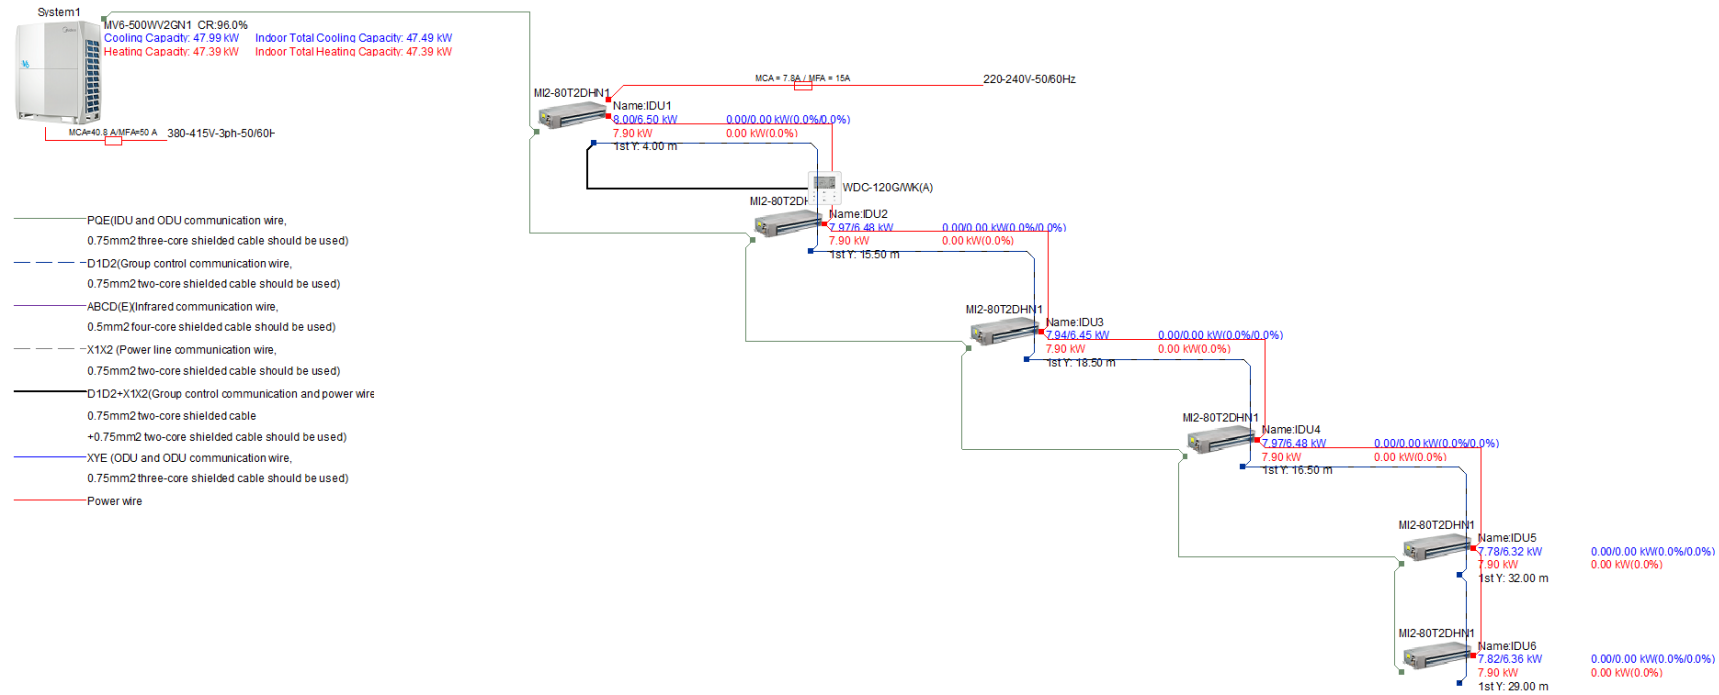 System1
MV6-500WV2GN1 CR:96.0%
Cooling Capacity: 47.99 kW Indoor Total Cooling Capacity: 47.49 kW
Heating Capacity: 47.39 kW Indoor Total Heating Capacity: 47.39 kW
MCA=40.8 A/MFA=50 A 380-415V-3ph-50/60H
MCA = 7.8A / MFA = 15A 220-240V-50/60Hz
MI2-80T2DHN1
Name:IDU1
8.00/6.50 kW 0.00/0.00 kW(0.0%/0.0%)
7.90 kW 0.00 kW(0.0%)
1st Y: 4.00 m
WDC-120G/WK(A)
MI2-80T2DH
Name:IDU2
7.97/6.48 kW 0.00/0.00 kW(0.0%/0.0%)
7.90 kW 0.00 kW(0.0%)
1st Y: 15.50 m
MI2-80T2DHN1
Name:IDU3
7.94/6.45 kW 0.00/0.00 kW(0.0%/0.0%)
7.90 kW 0.00 kW(0.0%)
1st Y: 18.50 m
MI2-80T2DHN1
Name:IDU4
7.97/6.48 kW 0.00/0.00 kW(0.0%/0.0%)
7.90 kW 0.00 kW(0.0%)
1st Y: 16.50 m
MI2-80T2DHN1
Name:IDU5
7.78/6.32 kW 0.00/0.00 kW(0.0%/0.0%)
7.90 kW 0.00 kW(0.0%)
1st Y: 32.00 m
MI2-80T2DHN1
Name:IDU6
7.82/6.36 kW 0.00/0.00 kW(0.0%/0.0%)
7.90 kW 0.00 kW(0.0%)
1st Y: 29.00 m
PQE(IDU and ODU communication wire,
0.75mm2 three-core shielded cable should be used)
D1D2(Group control communication wire,
0.75mm2 two-core shielded cable should be used)
ABCD(E)(Infrared communication wire,
0.5mm2 four-core shielded cable should be used)
X1X2 (Power line communication wire,
0.75mm2 two-core shielded cable should be used)
D1D2+X1X2(Group control communication and power wire
0.75mm2 two-core shielded cable
+0.75mm2 two-core shielded cable should be used)
XYE (ODU and ODU communication wire,
0.75mm2 three-core shielded cable should be used)
Power wire